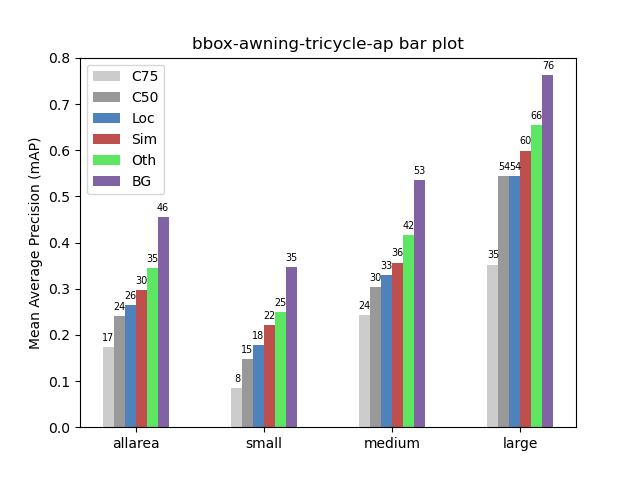 bbox-awning-tricycle-ap bar plot
Mean Average Precision (mAP)
0.8
0.7
0.6
0.5
0.4
0.3
0.2
0.1
0.0
C75
C50
Loc
Sim
Oth
BG
17 24 26 30 35 46
8 15 18 22 25 35
24 30 33 36 42 53
35 54 54 60 66 76
allarea small medium large